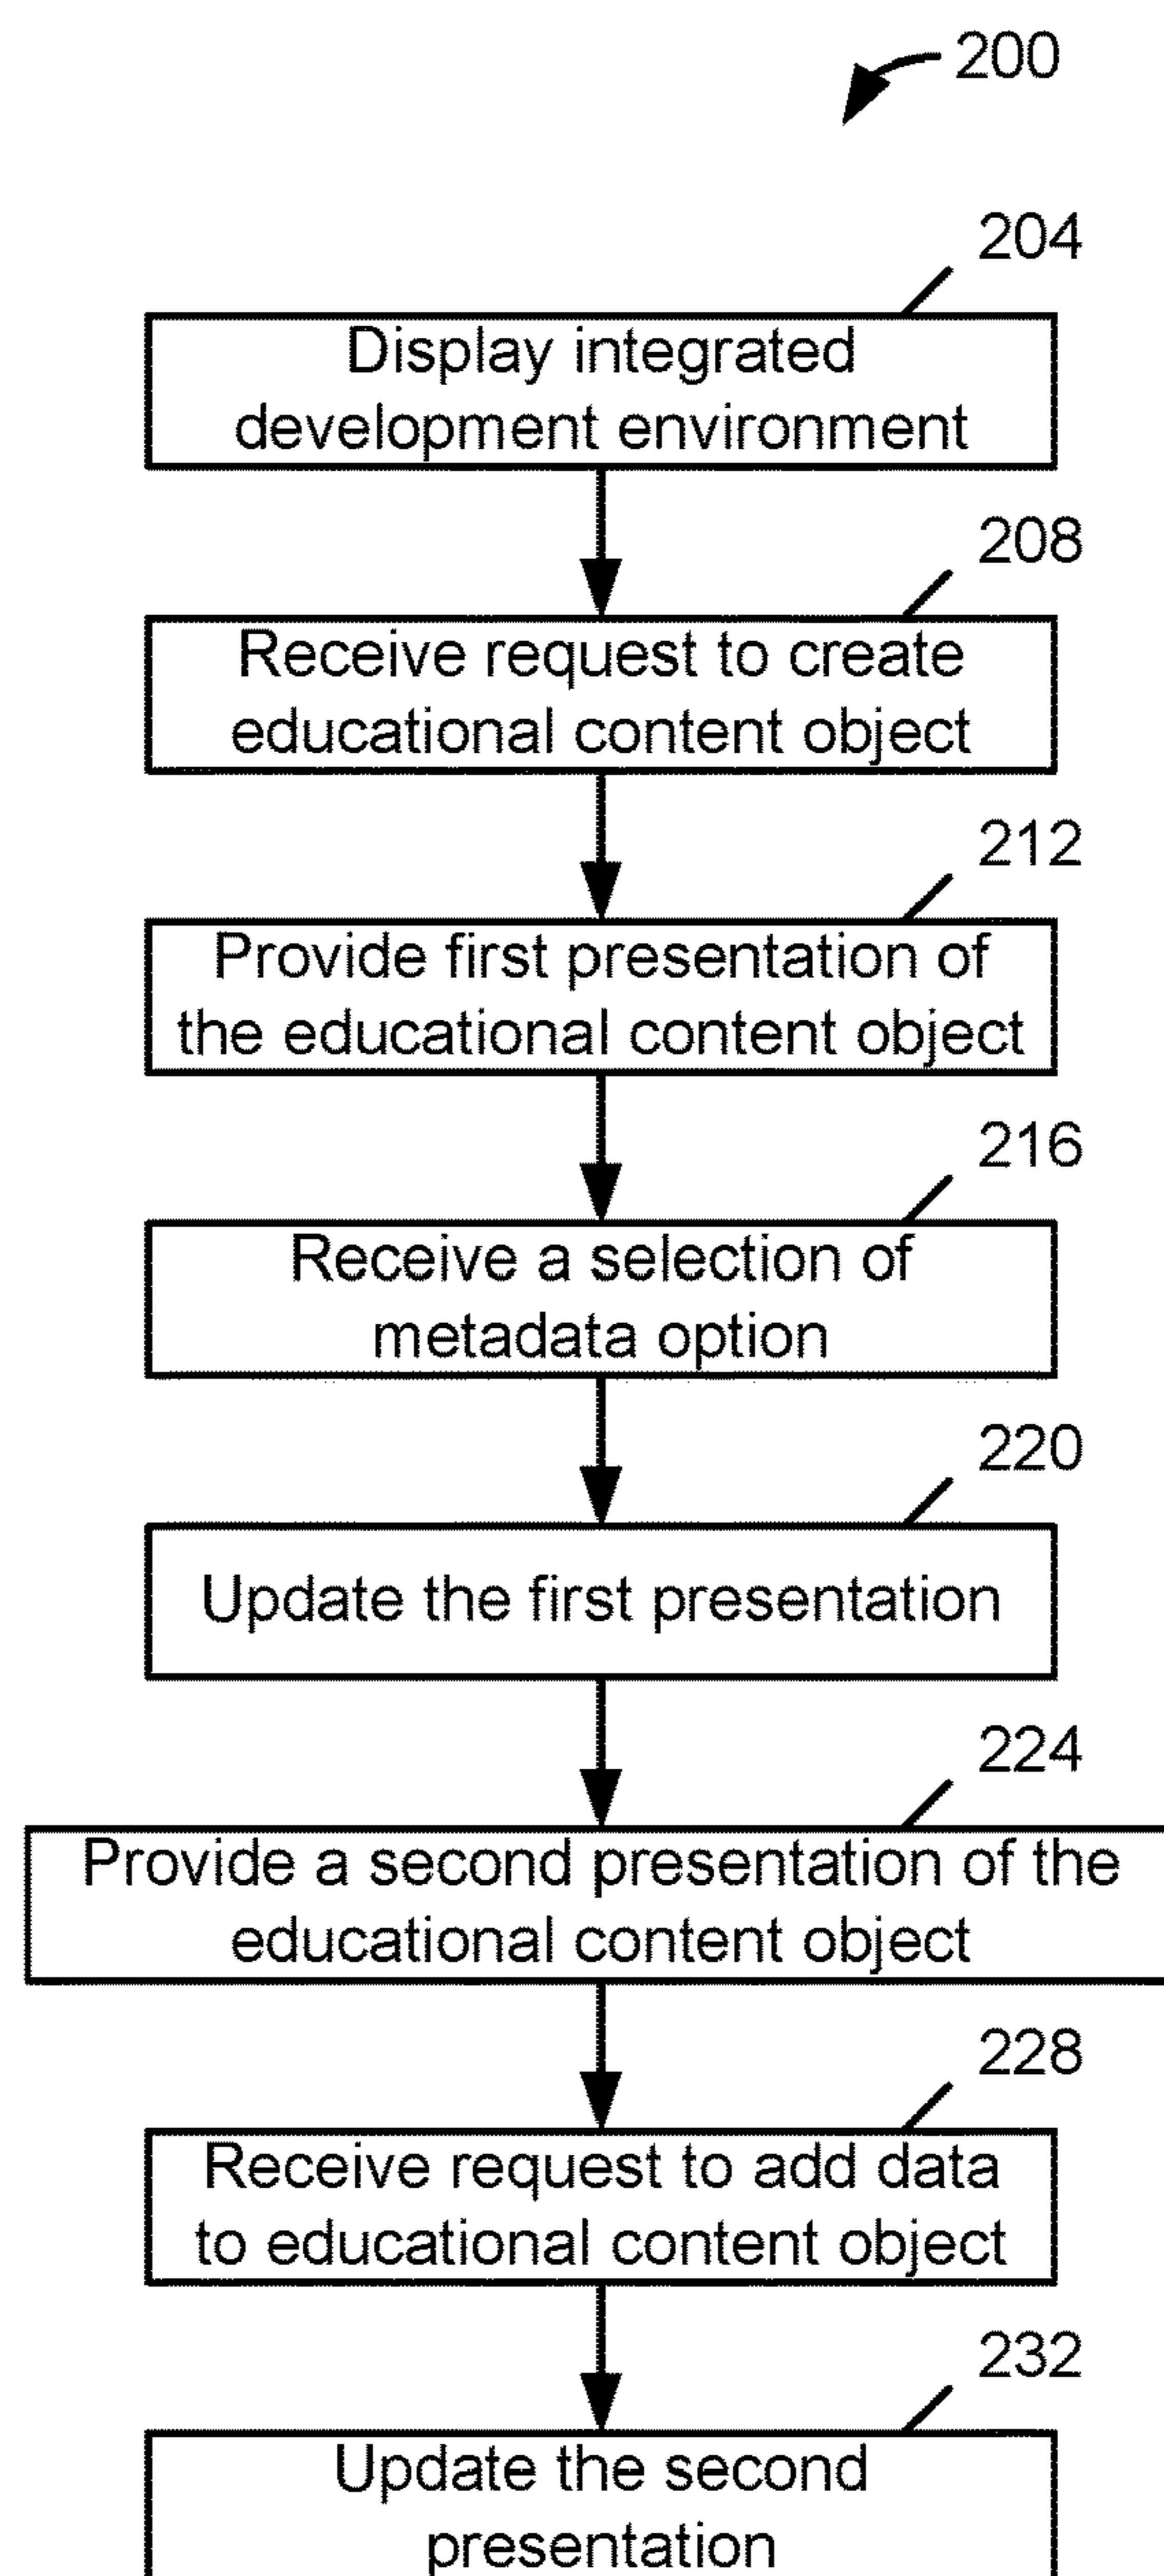 200
204
Display integrated
development environment
208
Receive request to create
educational content object
212
Provide first presentation of
the educational content object
216
Receive a selection of
metadata option
220
Update the first presentation
224
Provide a second presentation of the
educational content object
228
Receive request to add data
to educational content object
232
Update the second
presentation